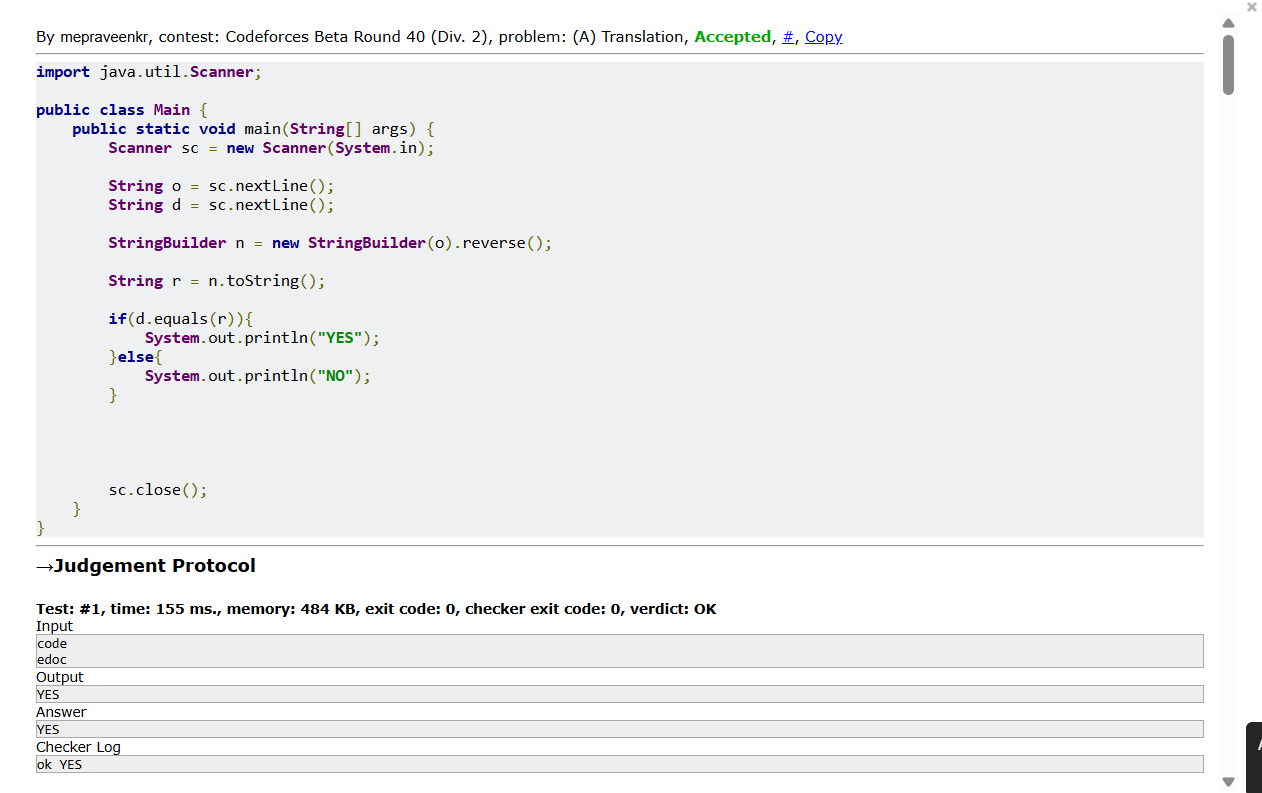 By mepraveenkr, contest: Codeforces Beta Round 40 (Div. 2), problem: (A) Translation, Accepted, #, Copy
import java.util.Scanner;
public class Main {
    public static void main(String[] args) {
        Scanner sc = new Scanner(System.in);
        String o = sc.nextLine();
        String d = sc.nextLine();
        StringBuilder n = new StringBuilder(o).reverse();
        String r = n.toString();
        if(d.equals(r)){
            System.out.println("YES");
        }else{
            System.out.println("NO");
        }
        sc.close();
    }
}
→Judgement Protocol
Test: #1, time: 155 ms., memory: 484 KB, exit code: 0, checker exit code: 0, verdict: OK
Input
code
edoc
Output
YES
Answer
YES
Checker Log
ok YES